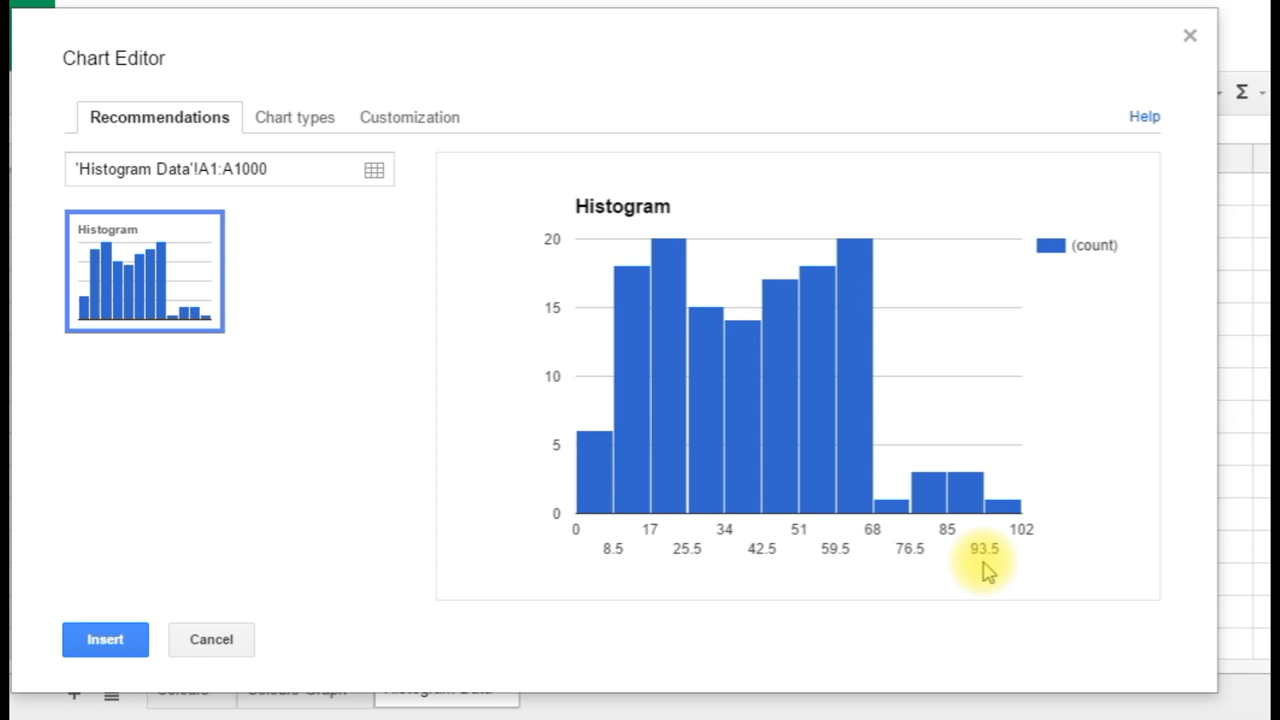 Chart Editor
Recommendations
Chart types
Customization
Help
Σ
'Histogram Data'!A1:A1000
Histogram
Histogram
(count)
20
15
10
5
0
0 17 34 51 68 85 102
8.5 25.5 42.5 59.5 76.5 93.5
Insert
Cancel
Histogram Data